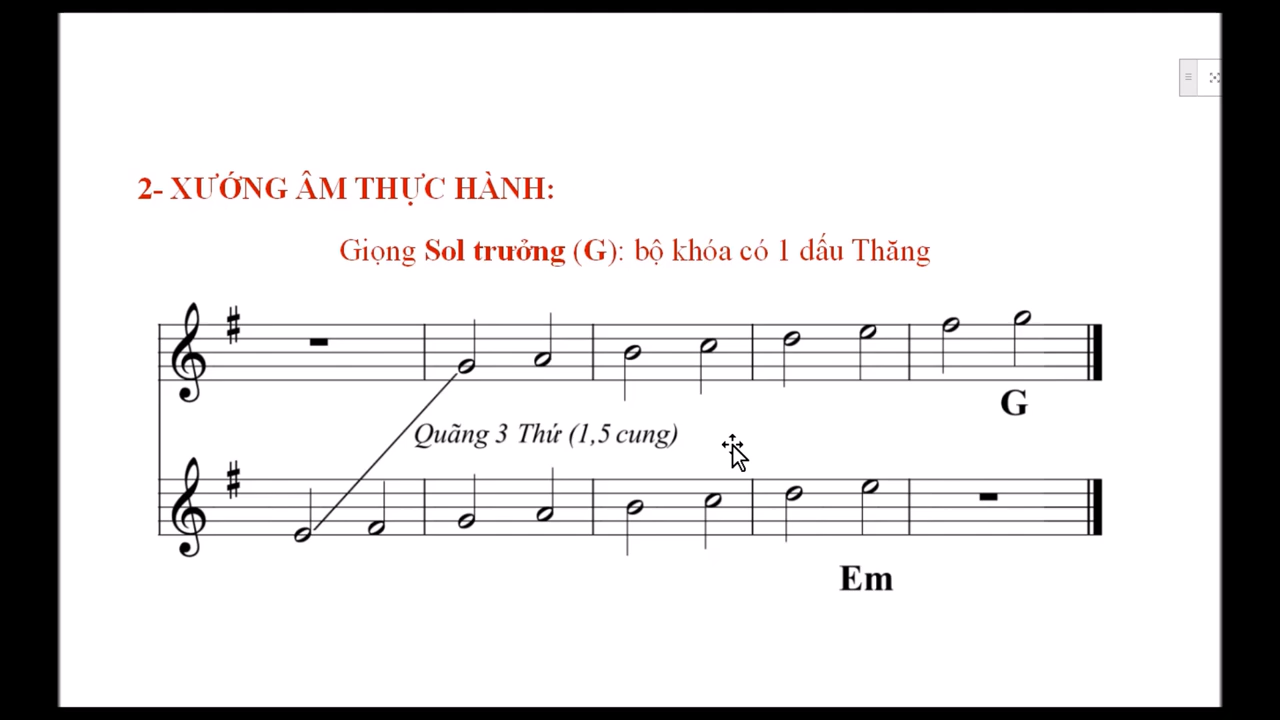 2- XƯỚNG ÂM THỰC HÀNH:
Giọng Sol trưởng (G): bộ khóa có 1 dấu Thăng
G
Quãng 3 Thứ (1,5 cung)
Em